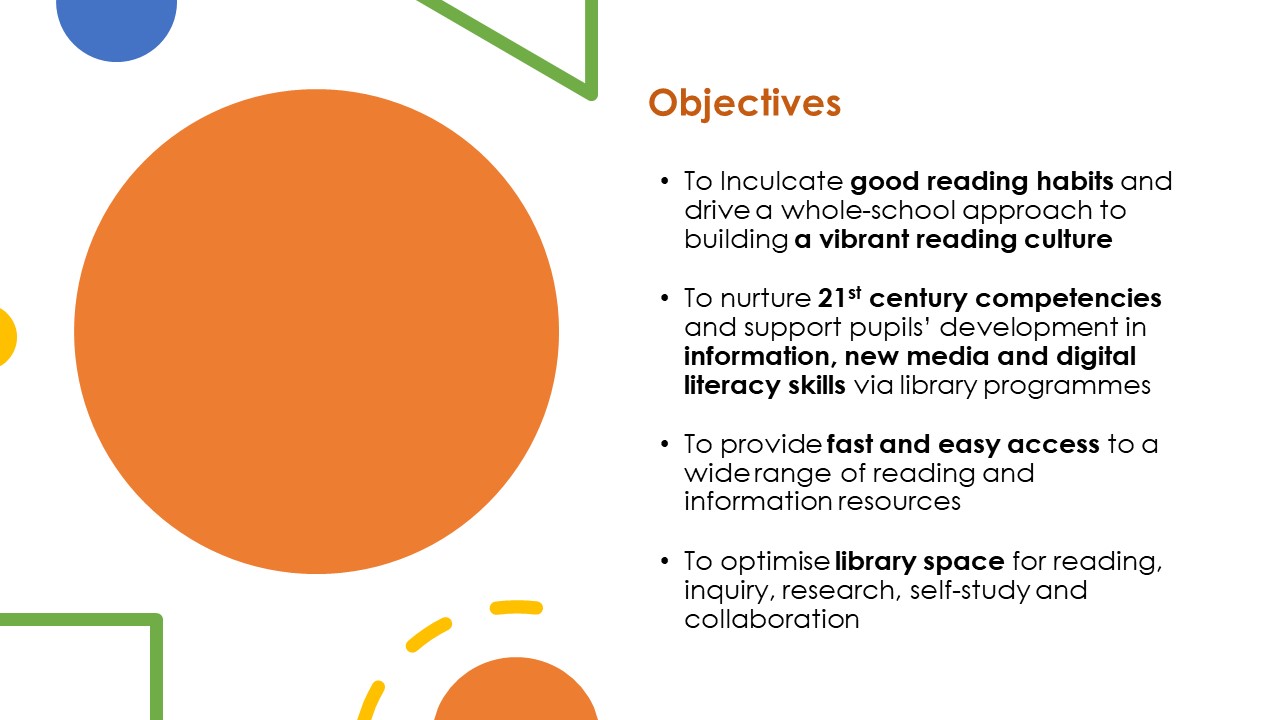 Objectives
• To Inculcate good reading habits and
drive a whole-school approach to
building a vibrant reading culture
• To nurture 21st century competencies
and support pupils’ development in
information, new media and digital
literacy skills via library programmes
• To provide fast and easy access to a
wide range of reading and
information resources
• To optimise library space for reading,
inquiry, research, self-study and
collaboration